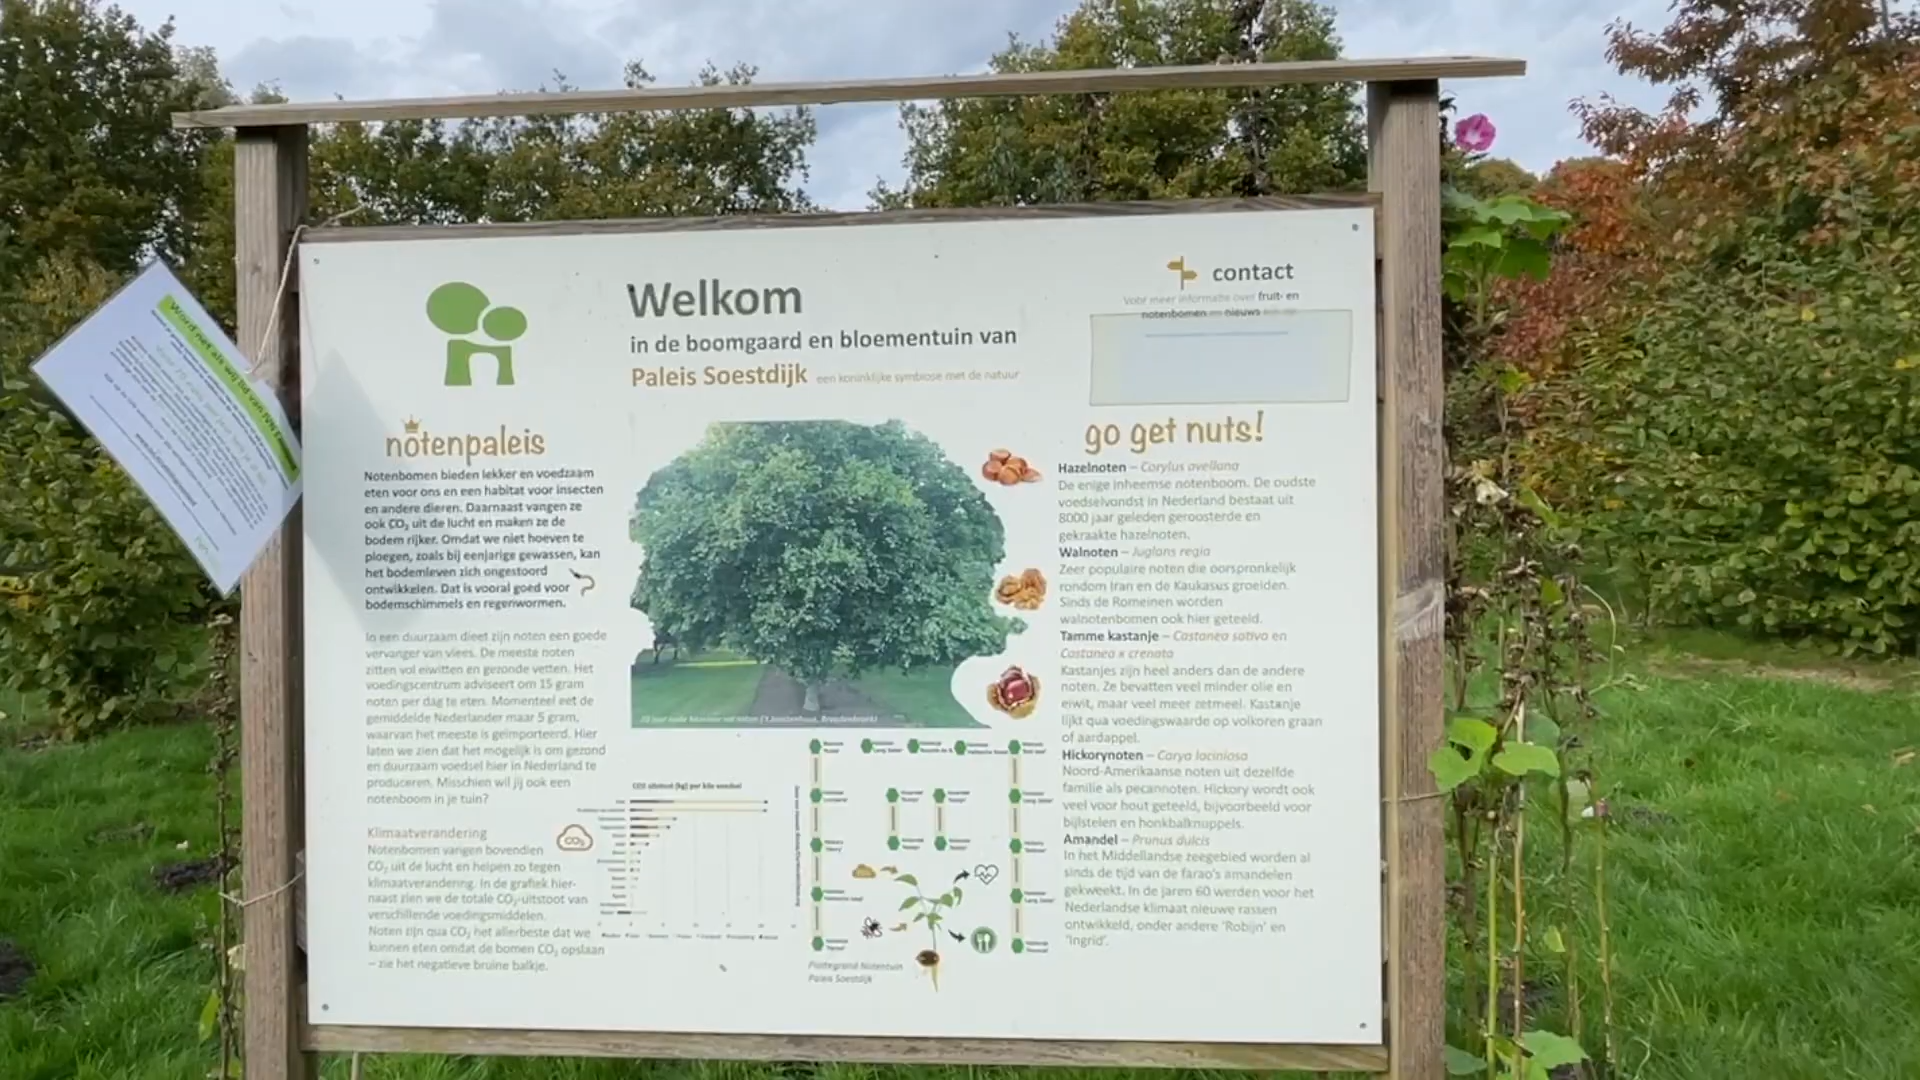 Welkom
in de boomgaard en bloementuin van
Paleis Soestdijk een koninklijke symbiose met de natuur
contact
Voor meer informatie over fruit- en
notenbomen en nieuws
notenpaleis
Notenbomen bieden lekker en voedzaam
eten voor ons en een habitat voor insecten
en andere dieren. Daarnaast vangen ze
ook CO₂ uit de lucht en maken ze de
bodem rijker. Omdat we niet hoeven te
ploegen, zoals bij eenjarige gewassen, kan
het bodemleven zich ongestoord
ontwikkelen. Dat is vooral goed voor
bodemschimmels en regenwormen.
In een duurzaam dieet zijn noten een goede
vervanger van vlees. De meeste noten
zitten vol eiwitten en gezonde vetten. Het
voedingscentrum adviseert om 15 gram
noten per dag te eten. Momenteel eet de
gemiddelde Nederlander maar 5 gram,
waarvan het meeste is geïmporteerd. Hier
laten we zien dat het mogelijk is om gezond
en duurzaam voedsel hier in Nederland te
produceren. Misschien wil jij ook een
notenboom in je tuin?
Klimaatverandering
Notenbomen vangen bovendien
CO₂ uit de lucht en helpen zo tegen
klimaatverandering. In de grafiek hier-
naast zien we de totale CO₂-uitstoot van
verschillende voedingsmiddelen.
Noten zijn qua CO₂ het allerbeste dat we
kunnen eten omdat de bomen CO₂ opslaan
– zie het negatieve bruine balkje.
CO₂
CO2 uitstoot (kg) per kilo voedsel
Plattegrond Notentuin
Paleis Soestdijk
go get nuts!
Hazelnoten – Corylus avellana
De enige inheemse notenboom. De oudste
voedselvondst in Nederland bestaat uit
8000 jaar geleden geroosterde en
gekraakte hazelnoten.
Walnoten – Juglans regia
Zeer populaire noten die oorspronkelijk
rondom Iran en de Kaukasus groeiden.
Sinds de Romeinen worden
walnotenbomen ook hier geteeld.
Tamme kastanje – Castanea sativa en
Castanea x crenata
Kastanjes zijn heel anders dan de andere
noten. Ze bevatten veel minder olie en
eiwit, maar veel meer zetmeel. Kastanje
lijkt qua voedingswaarde op volkoren graan
of aardappel.
Hickorynoten – Carya laciniosa
Noord-Amerikaanse noten uit dezelfde
familie als pecannoten. Hickory wordt ook
veel voor hout geteeld, bijvoorbeeld voor
bijlstelen en honkbalknuppels.
Amandel – Prunus dulcis
In het Middellandse zeegebied worden al
sinds de tijd van de farao's amandelen
gekweekt. In de jaren 60 werden voor het
Nederlandse klimaat nieuwe rassen
ontwikkeld, onder andere 'Robijn' en
'Ingrid'.
Word net als wij lid van IVN